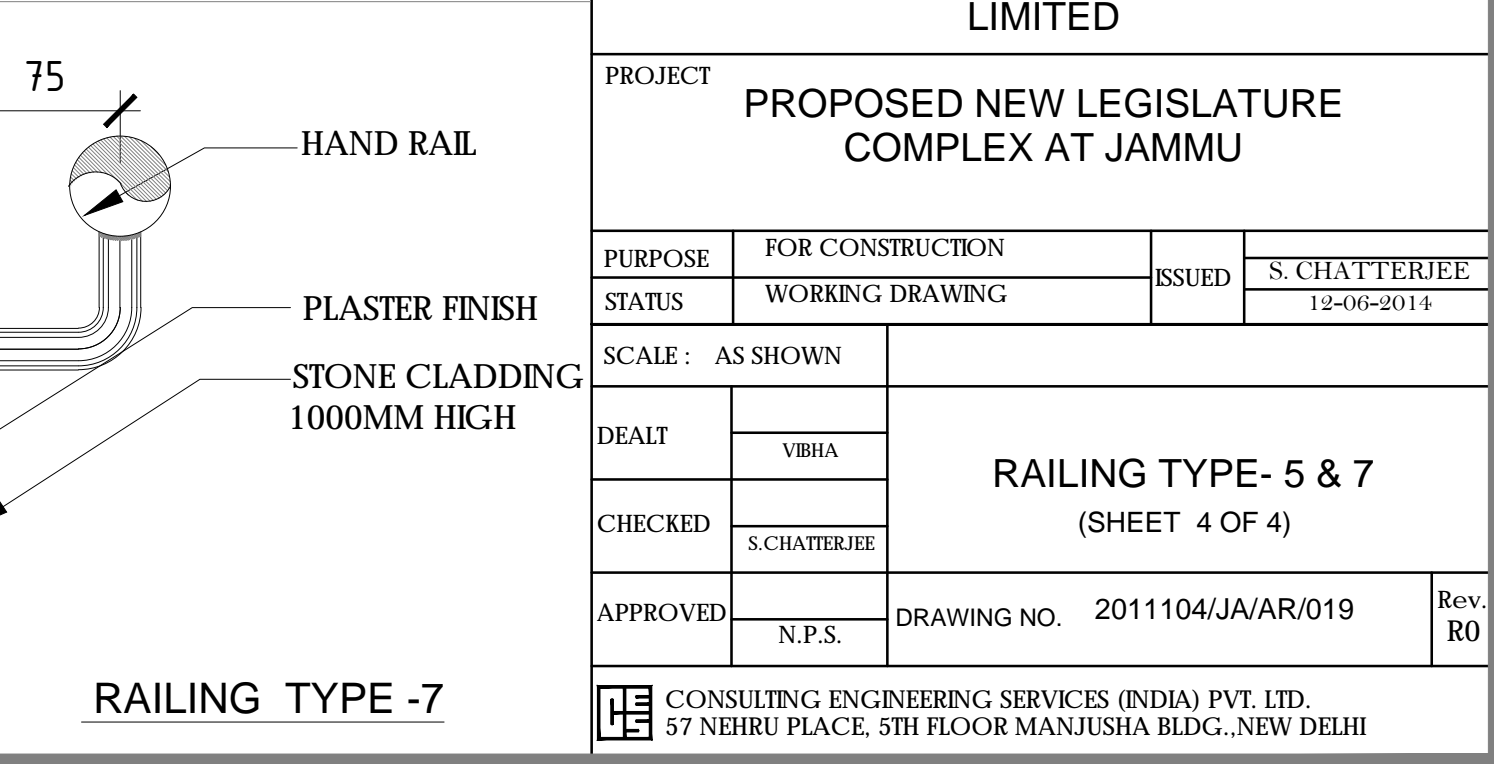 75
HAND RAIL
PLASTER FINISH
STONE CLADDING
1000MM HIGH
RAILING TYPE -7
LIMITED
PROJECT
PROPOSED NEW LEGISLATURE
COMPLEX AT JAMMU
PURPOSE
FOR CONSTRUCTION
STATUS
WORKING DRAWING
ISSUED
S. CHATTERJEE
12-06-2014
SCALE : AS SHOWN
DEALT
VIBHA
CHECKED
S.CHATTERJEE
RAILING TYPE- 5 & 7
(SHEET 4 OF 4)
APPROVED
N.P.S.
DRAWING NO. 2011104/JA/AR/019
Rev.
R0
CONSULTING ENGINEERING SERVICES (INDIA) PVT. LTD.
57 NEHRU PLACE, 5TH FLOOR MANJUSHA BLDG.,NEW DELHI